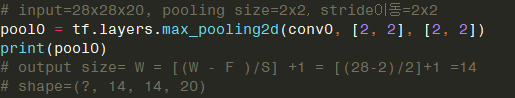 # input=28x28x20, pooling size=2x2, stride이동=2x2
pool0 = tf.layers.max_pooling2d(conv0, [2, 2], [2, 2])
print(pool0)
# output size= W = [(W - F )/S] +1 = [(28-2)/2]+1 =14
# shape=(?, 14, 14, 20)